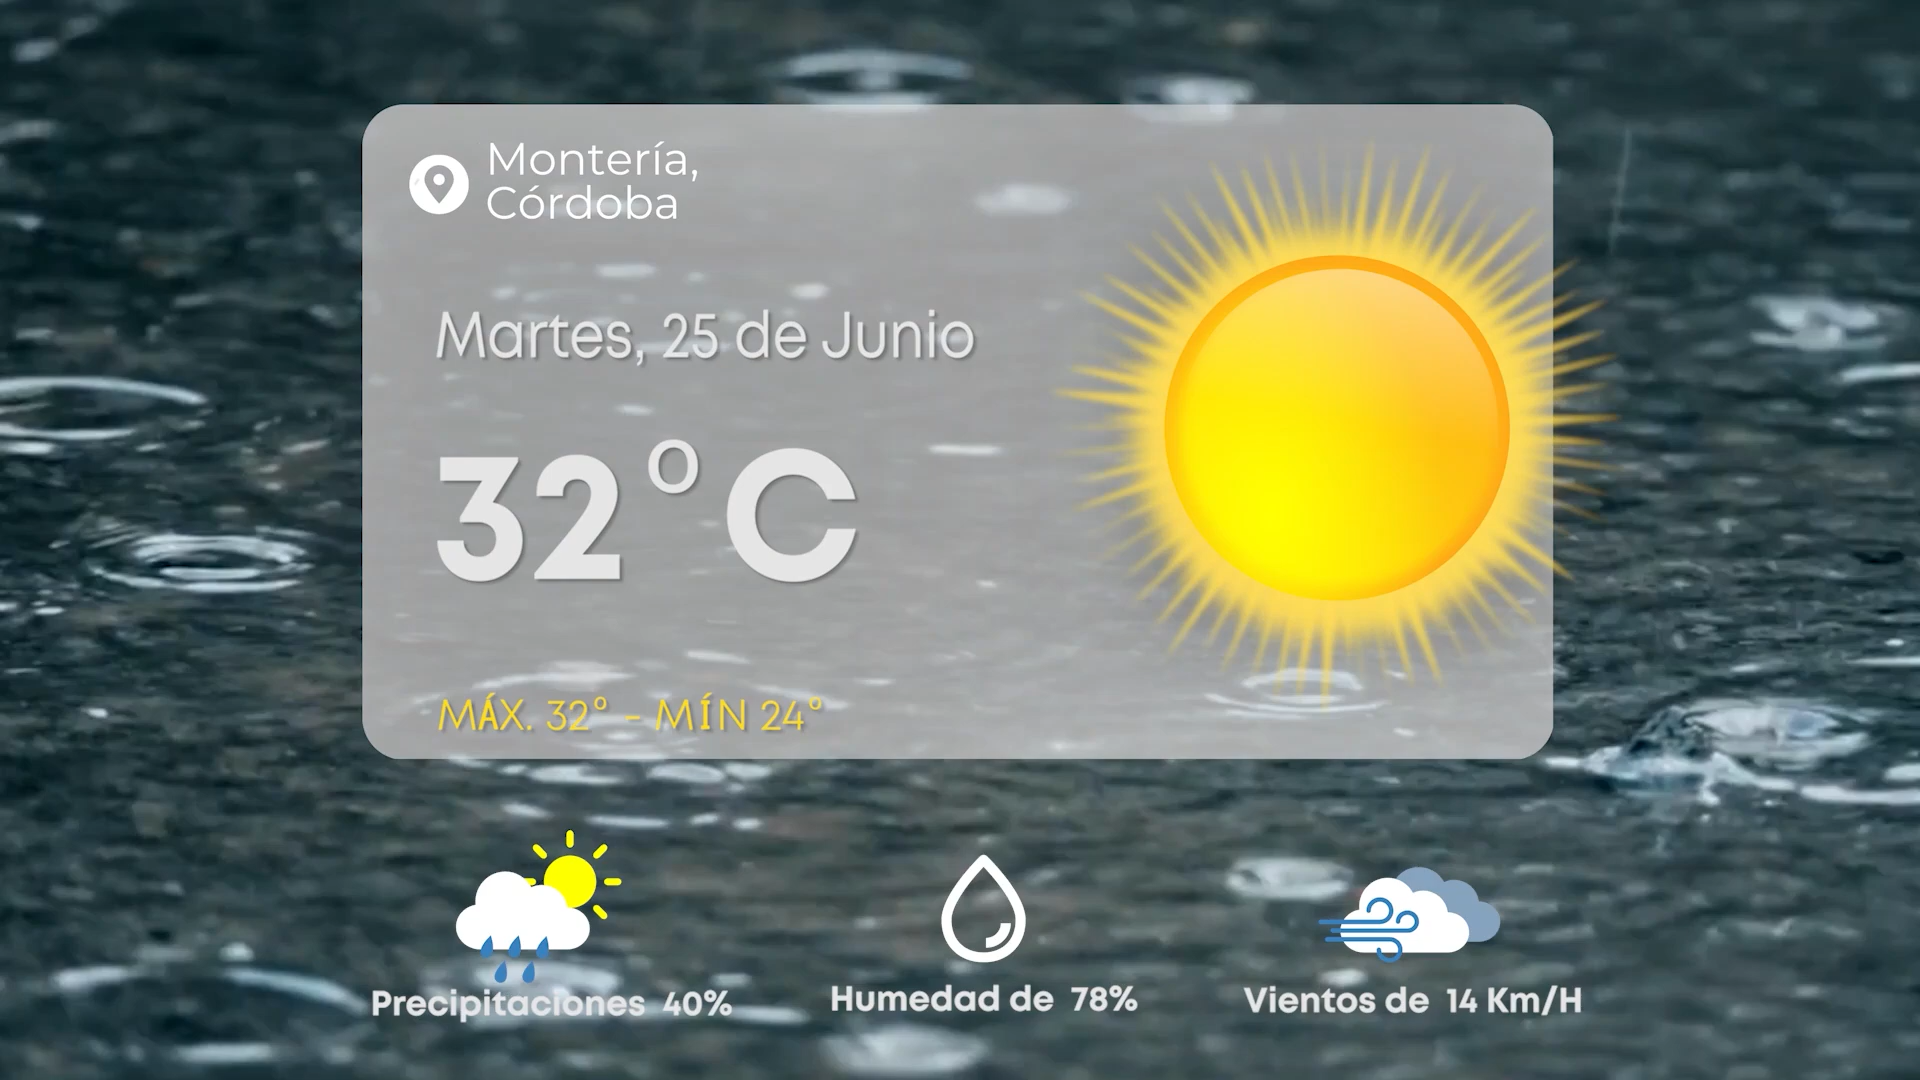 Montería,
Córdoba
Martes, 25 de Junio
32°C
MÁX. 32° - MÍN 24°
Precipitaciones 40%
Humedad de 78%
Vientos de 14 Km/H